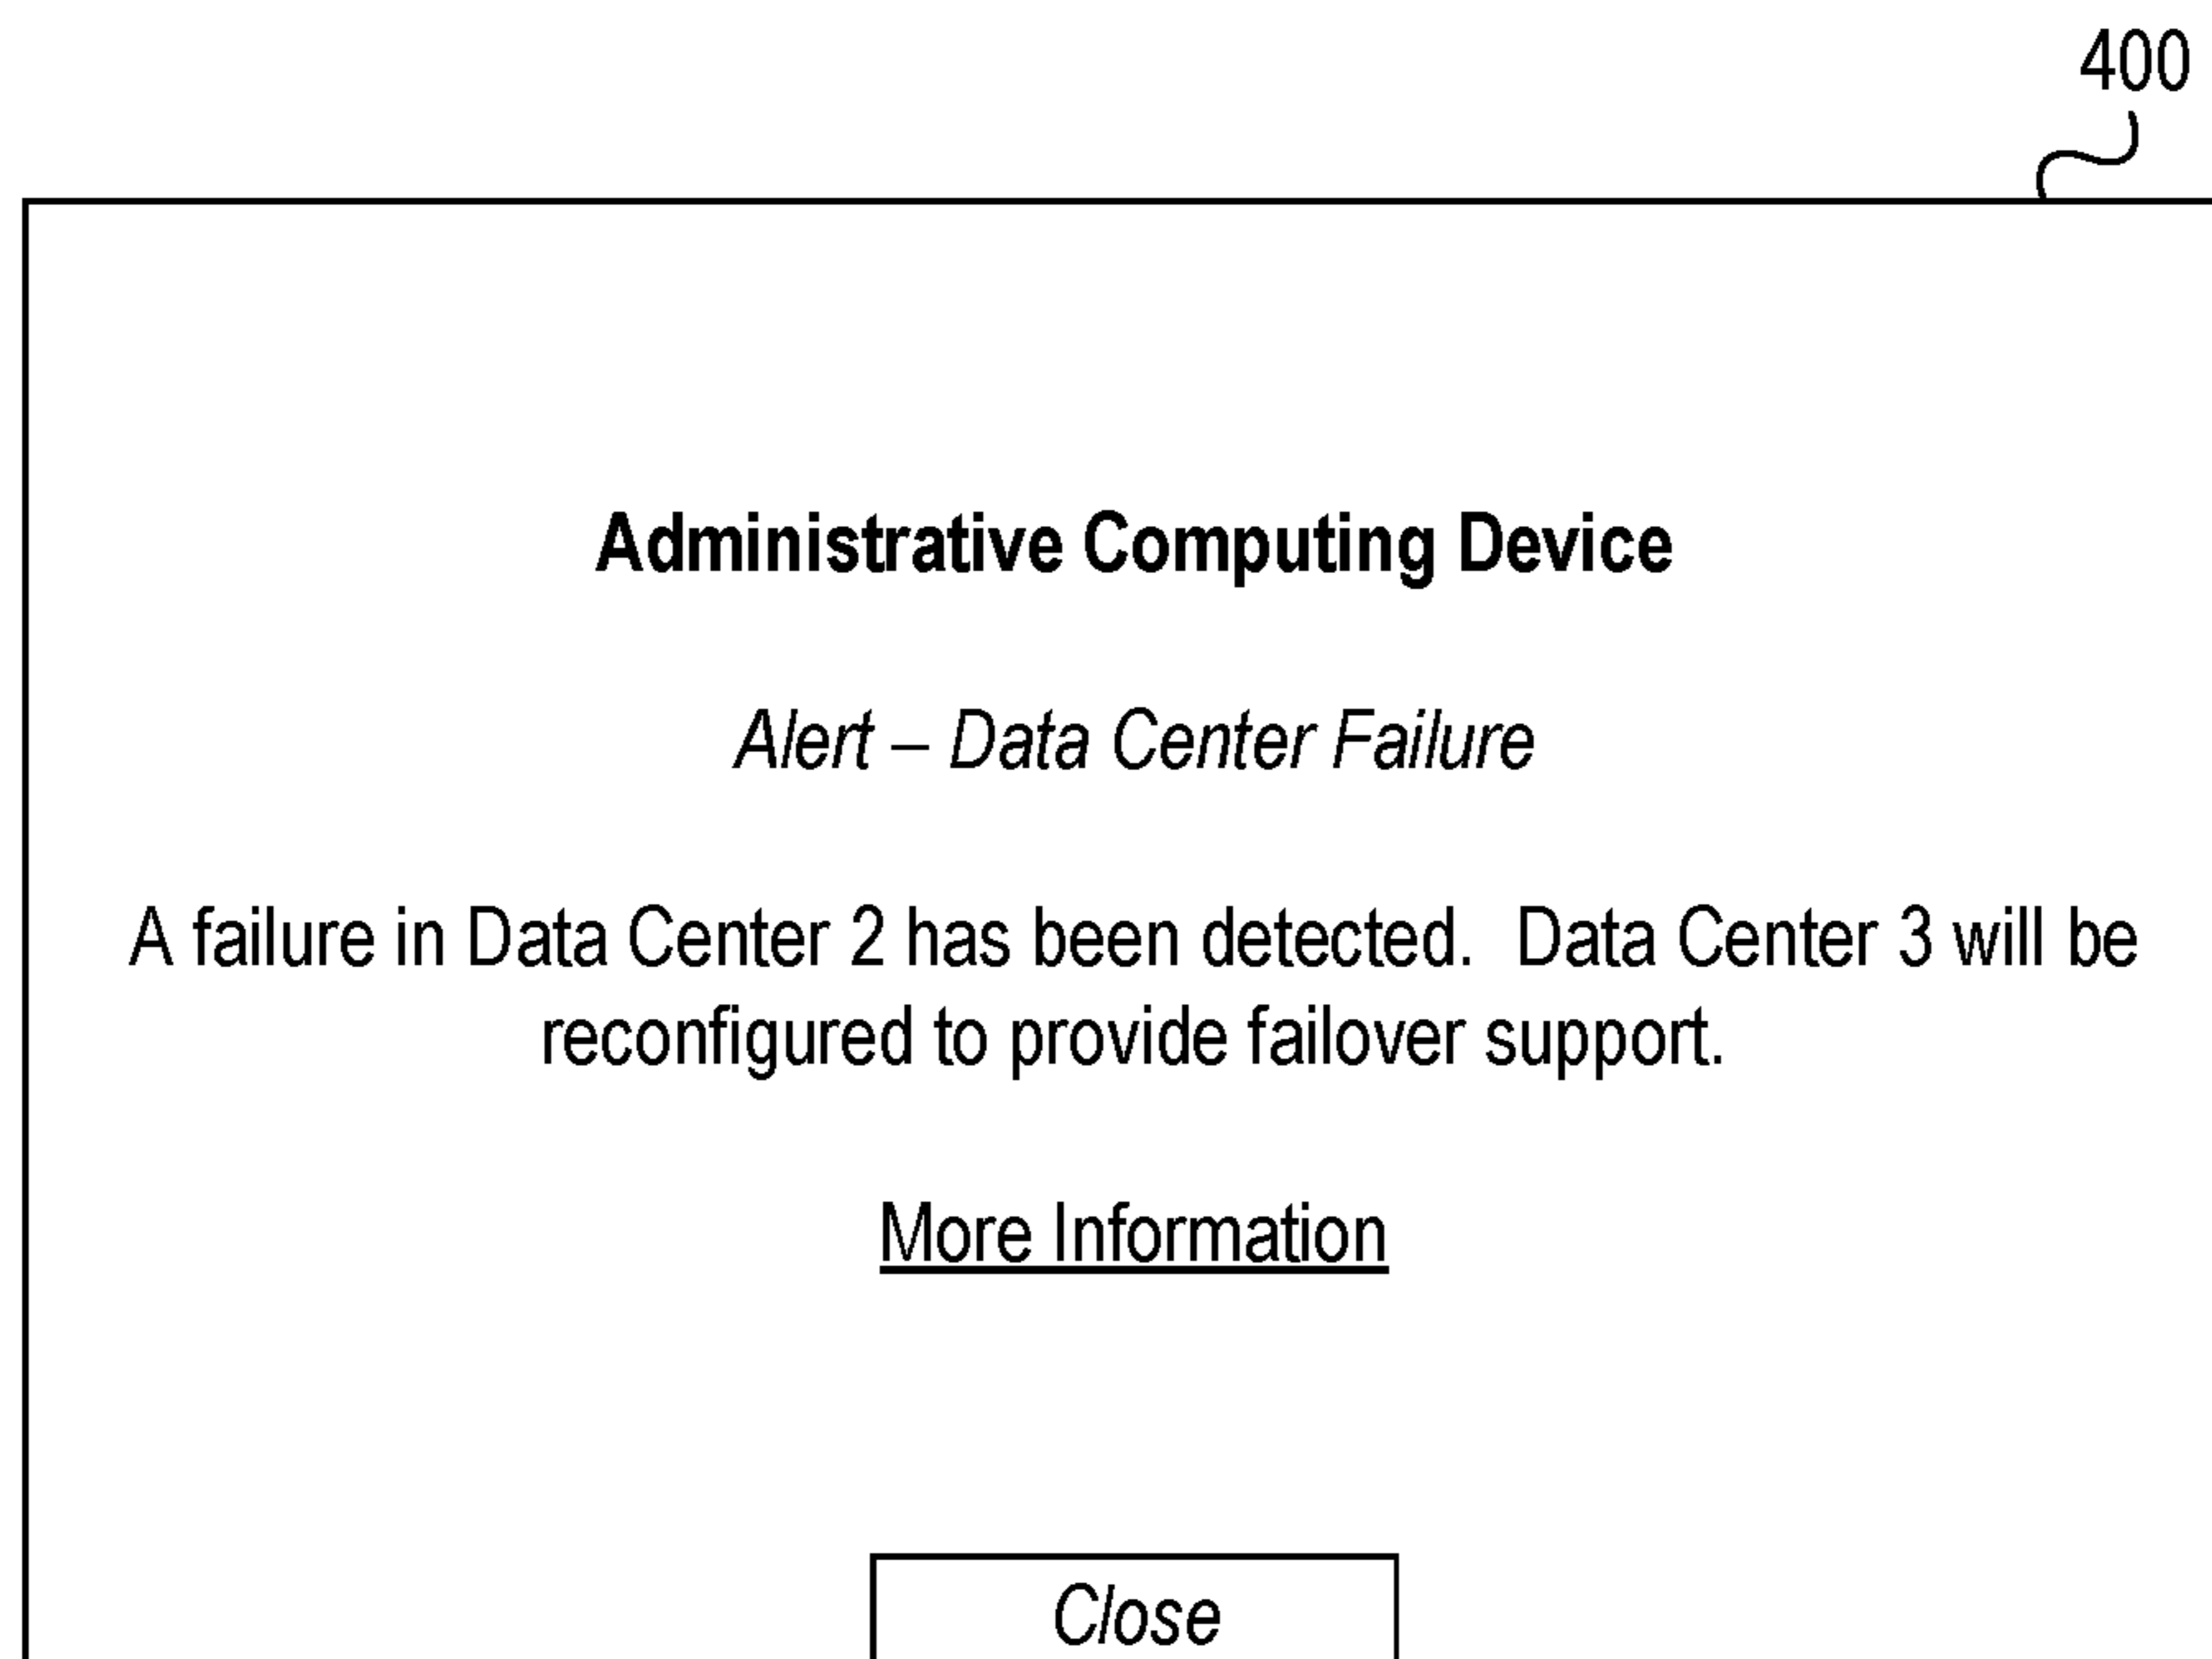 400
Administrative Computing Device
Alert – Data Center Failure
A failure in Data Center 2 has been detected.  Data Center 3 will be
reconfigured to provide failover support.
More Information
Close